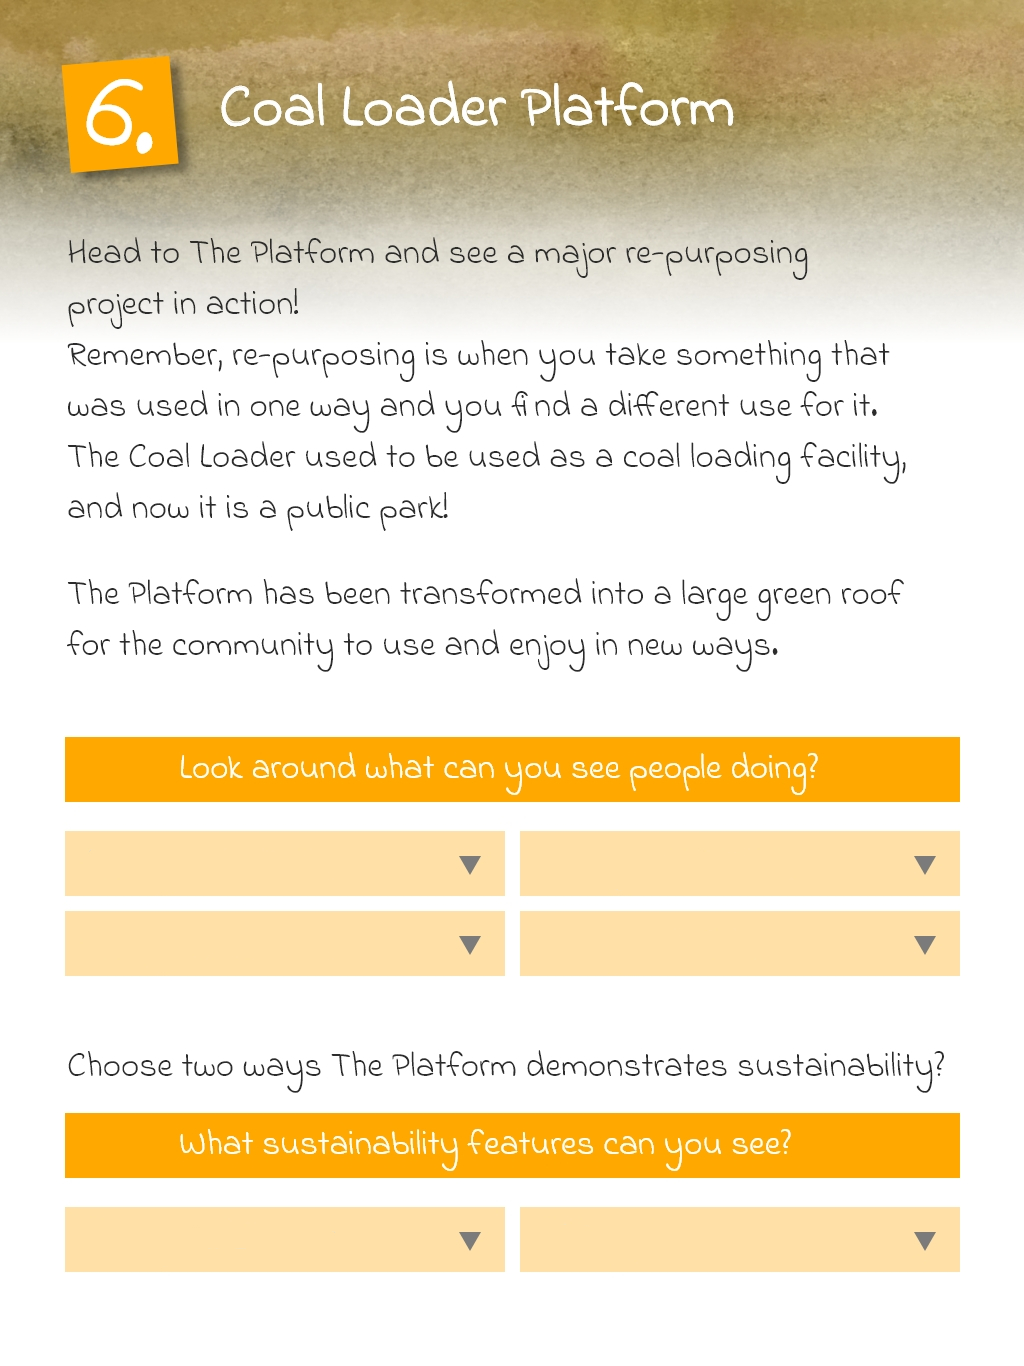 6.
Coal Loader Platform
Head to The Platform and see a major re-purposing
project in action!
Remember, re-purposing is when you take something that
was used in one way and you find a different use for it.
The Coal Loader used to be used as a coal loading facility,
and now it is a public park!
The Platform has been transformed into a large green roof
for the community to use and enjoy in new ways.
Look around what can you see people doing?
Choose two ways The Platform demonstrates sustainability?
What sustainability features can you see?